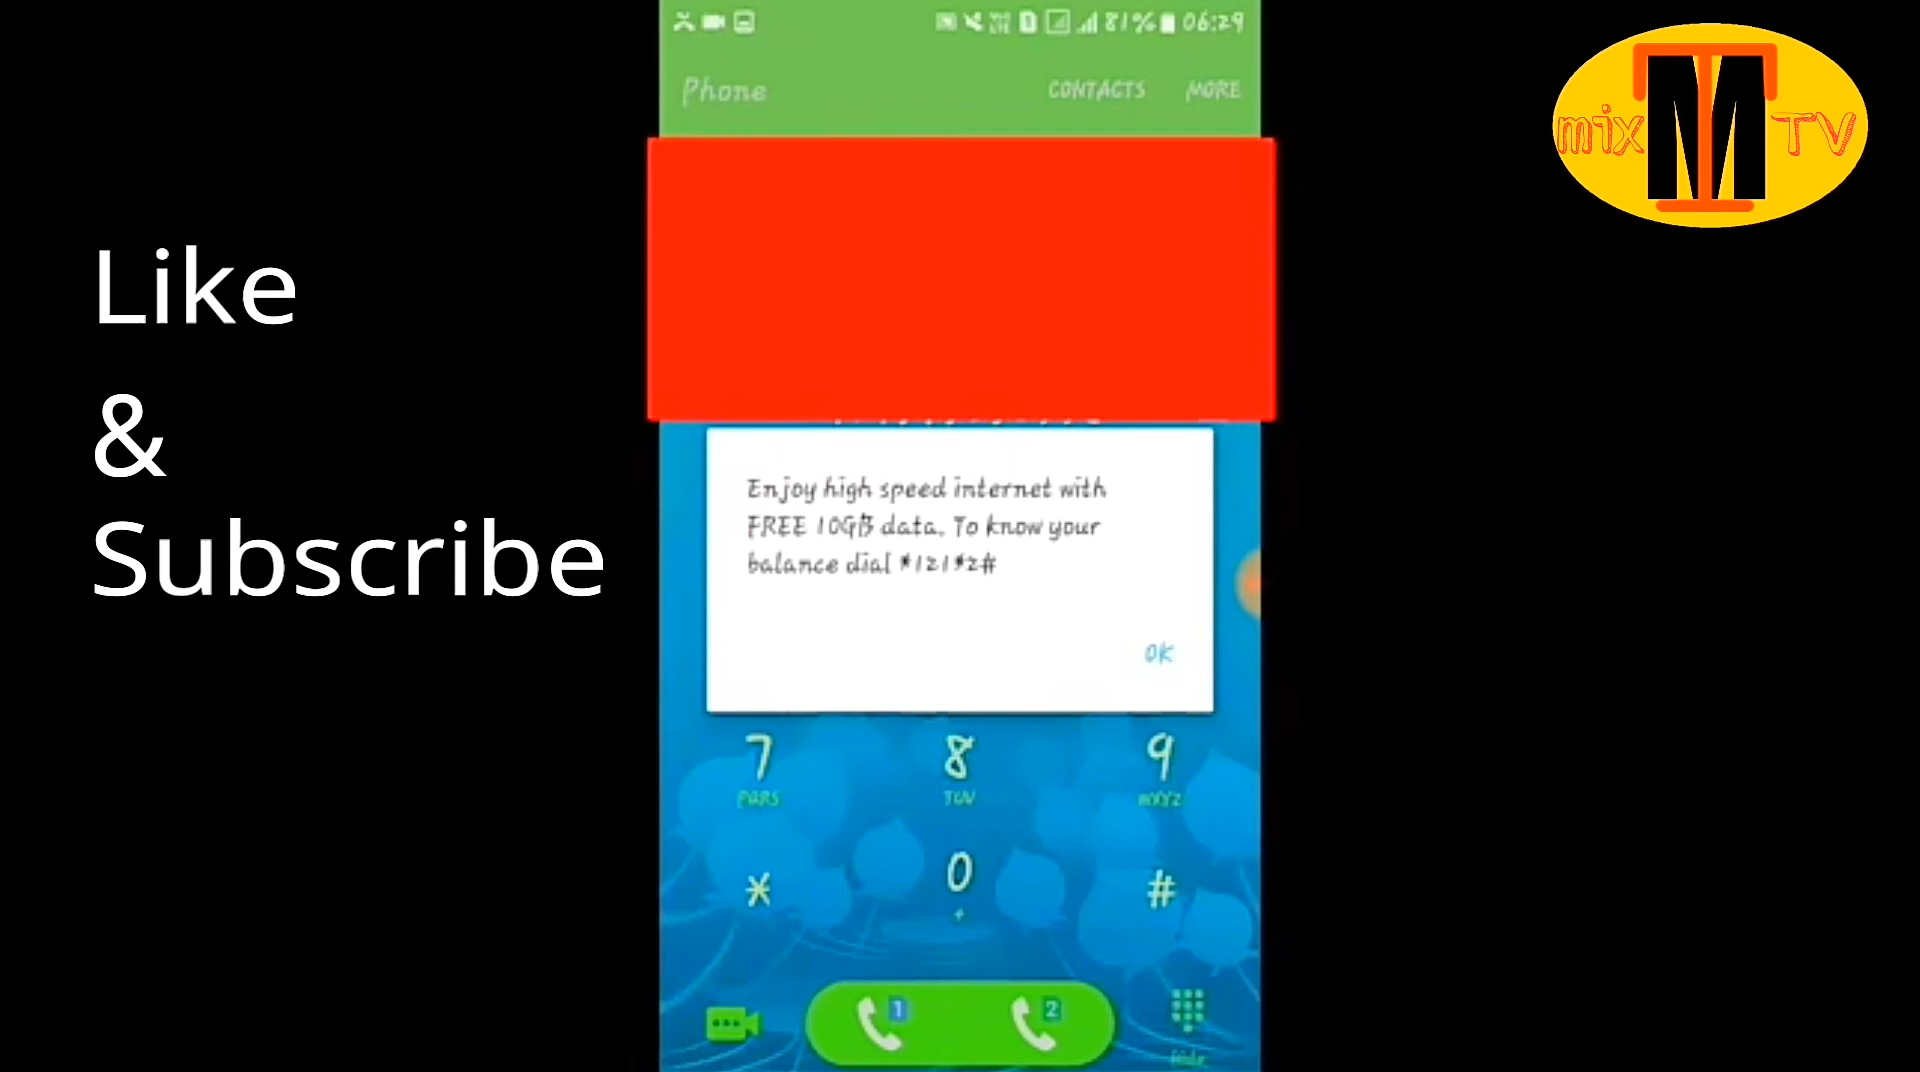 81% 06:29
Phone CONTACTS MORE
mix M TV
Like
&
Subscribe
Enjoy high speed internet with
FREE 10GB data. To know your
balance dial *121*2#
OK
7 8 9
PQRS TUV WXYZ
* 0 #
+
1 2
Hide